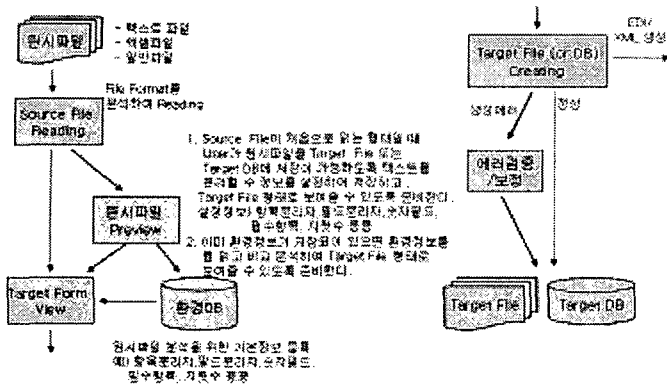 원시파일
- 텍스트 파일
- 엑셀파일
- 일반파일
File Format를
분석하여 Reading
Source File
Reading
1. Source File이 처음으로 읽는 형태일 때
User가 원시파일를 Target File 또는
Target DB에 저장이 가능하도록 텍스트를
분리할 수 있는 정보를 설정하여 저장하고,
Target File 형태로 보여줄 수 있도록 준비한다.
설정정보) 항목분리자,필드분리자,숫자필드,
필수항목, 자릿수 등등
2. 이미 환경정보가 저장되어 있으면 환경정보를
를 읽고 비교 분석하여 Target File 형태로
보여줄 수 있도록 준비한다.
원시파일
Preview
Target Form
View
환경DB
원시파일 분석을 위한 기본정보 등록
예) 항목분리자,필드분리자,숫자필드,
필수항목, 자릿수 등등
Target File (or DB)
Creating
EDI/
XML 생성
생성에러
정상
에러검증
/보정
Target File
Target DB